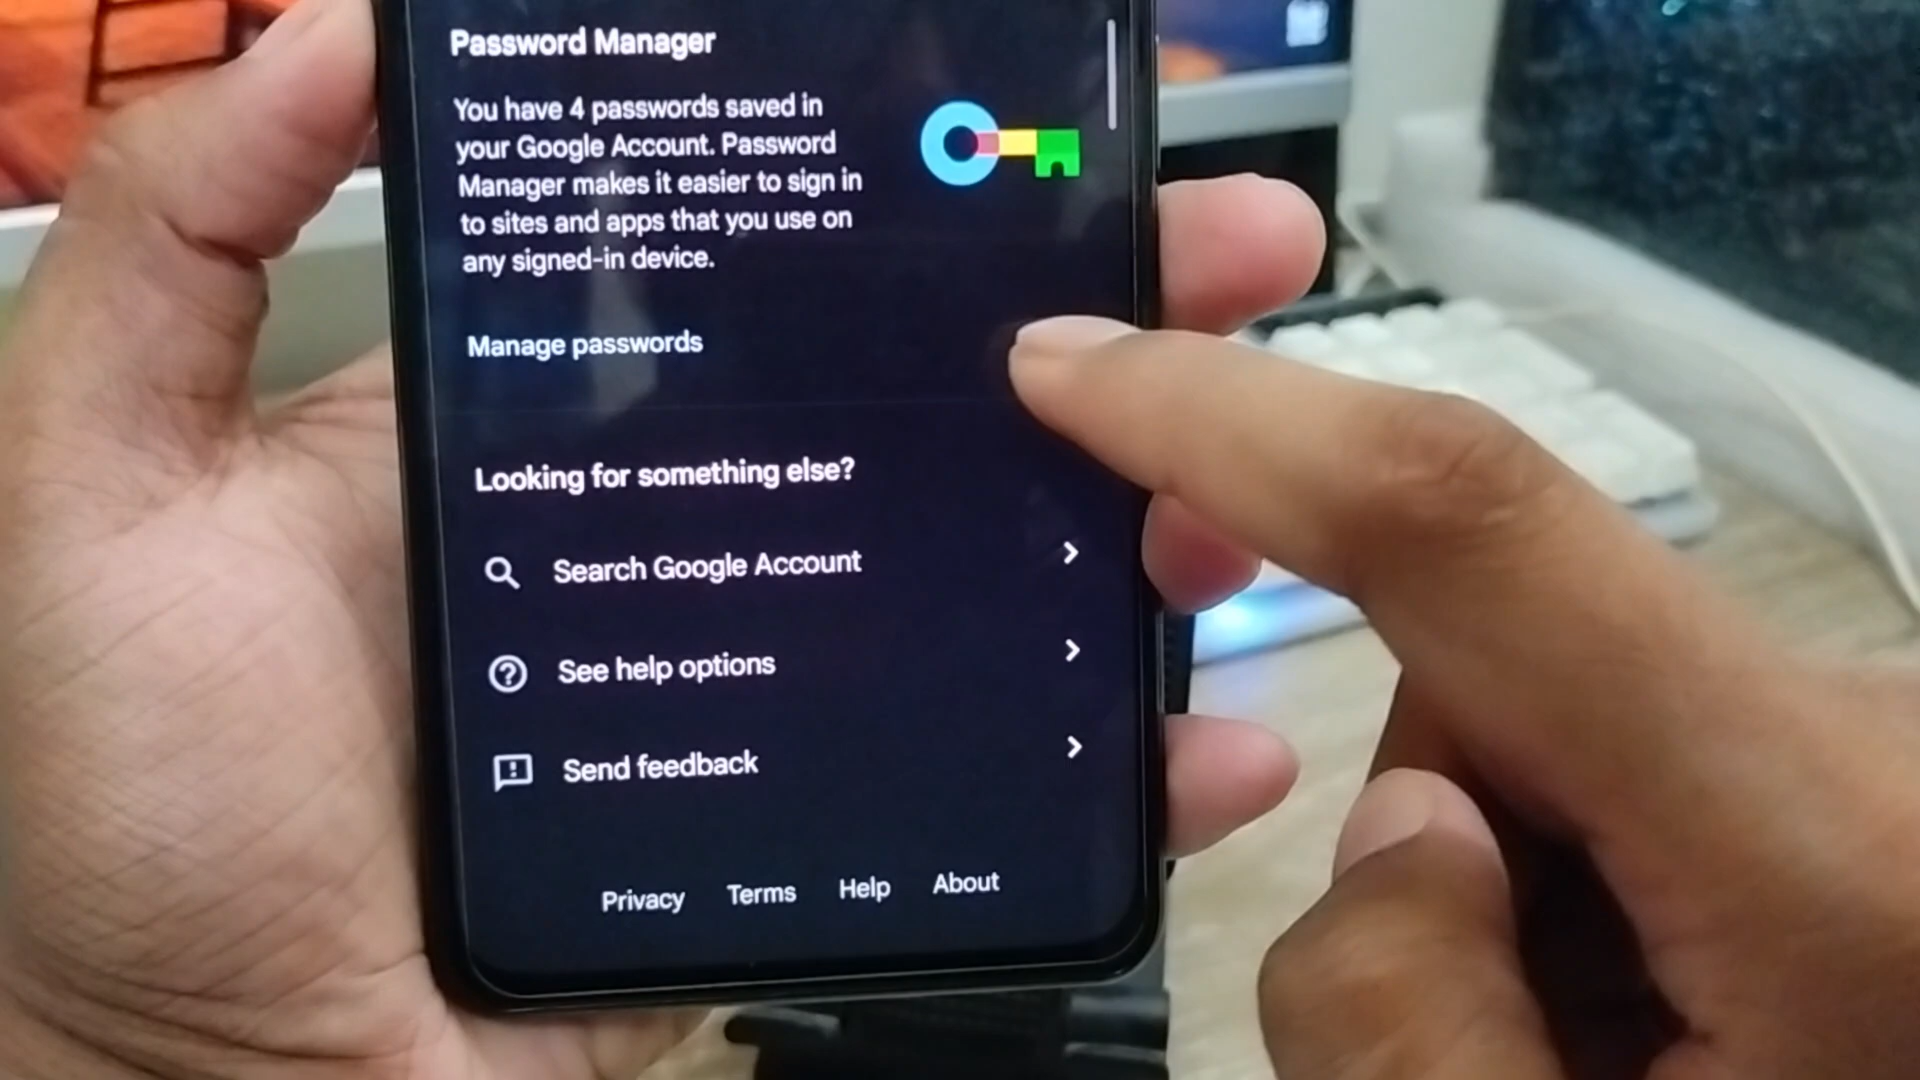 Password Manager
You have 4 passwords saved in
your Google Account. Password
Manager makes it easier to sign in
to sites and apps that you use on
any signed-in device.
Manage passwords
Looking for something else?
Search Google Account
See help options
Send feedback
Privacy Terms Help About